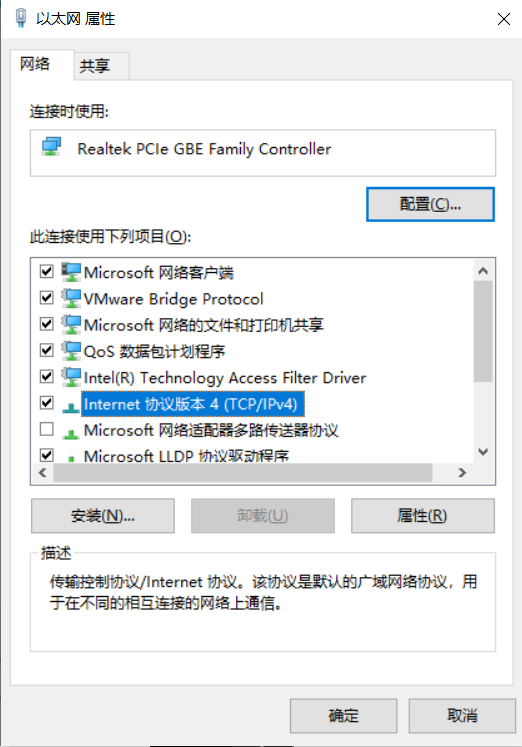 以太网 属性
网络
共享
连接时使用:
Realtek PCIe GBE Family Controller
配置(C)...
此连接使用下列项目(O):
Microsoft 网络客户端
VMware Bridge Protocol
Microsoft 网络的文件和打印机共享
QoS 数据包计划程序
Intel(R) Technology Access Filter Driver
Internet 协议版本 4 (TCP/IPv4)
Microsoft 网络适配器多路传送器协议
Microsoft LLDP 协议驱动程序
安装(N)...
卸载(U)
属性(R)
描述
传输控制协议/Internet 协议。该协议是默认的广域网络协议，用
于在不同的相互连接的网络上通信。
确定
取消